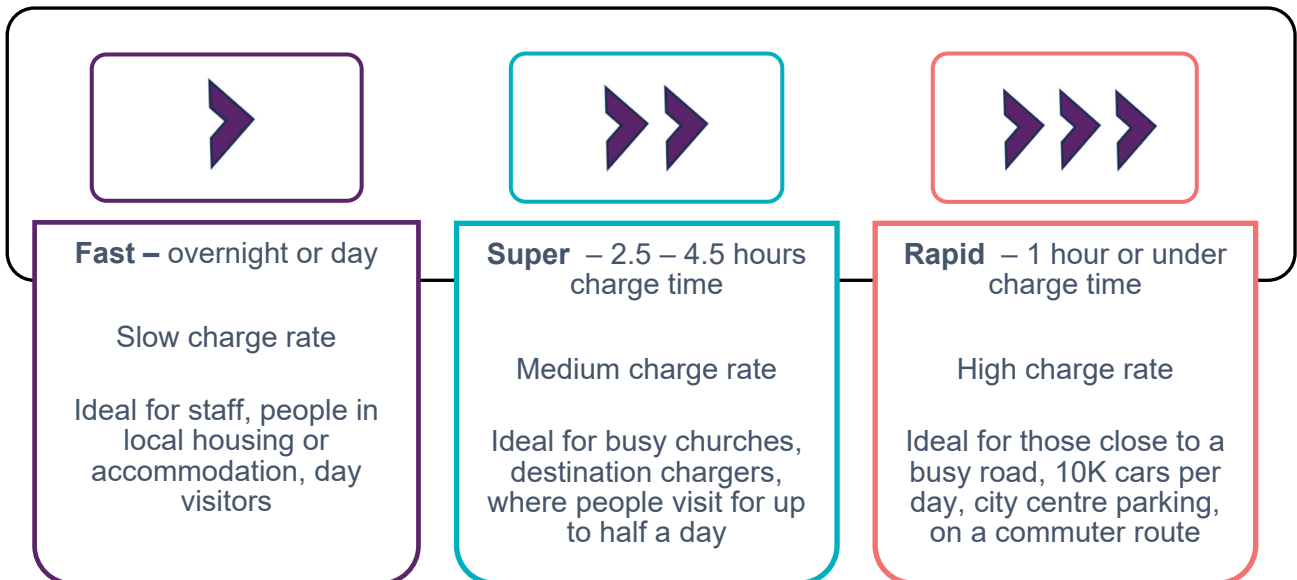 Fast – overnight or day
Slow charge rate
Ideal for staff, people in
local housing or
accommodation, day
visitors
Super – 2.5 – 4.5 hours
charge time
Medium charge rate
Ideal for busy churches,
destination chargers,
where people visit for up
to half a day
Rapid – 1 hour or under
charge time
High charge rate
Ideal for those close to a
busy road, 10K cars per
day, city centre parking,
on a commuter route